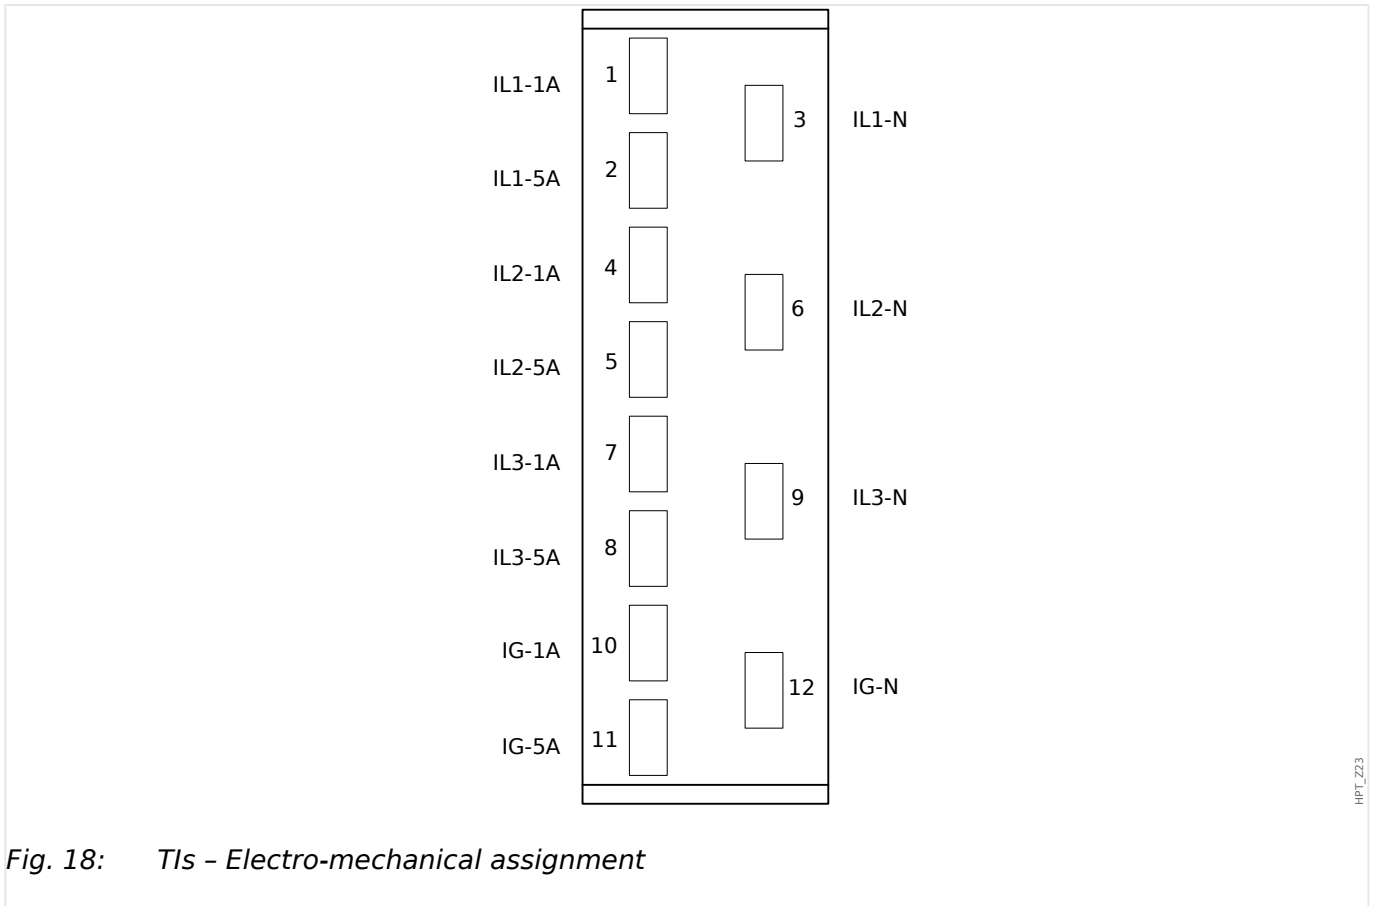 IL1-1A 1
3 IL1-N
IL1-5A 2
IL2-1A 4
6 IL2-N
IL2-5A 5
IL3-1A 7
9 IL3-N
IL3-5A 8
IG-1A 10
12 IG-N
IG-5A 11
HPT_Z23
Fig. 18: TIs – Electro-mechanical assignment